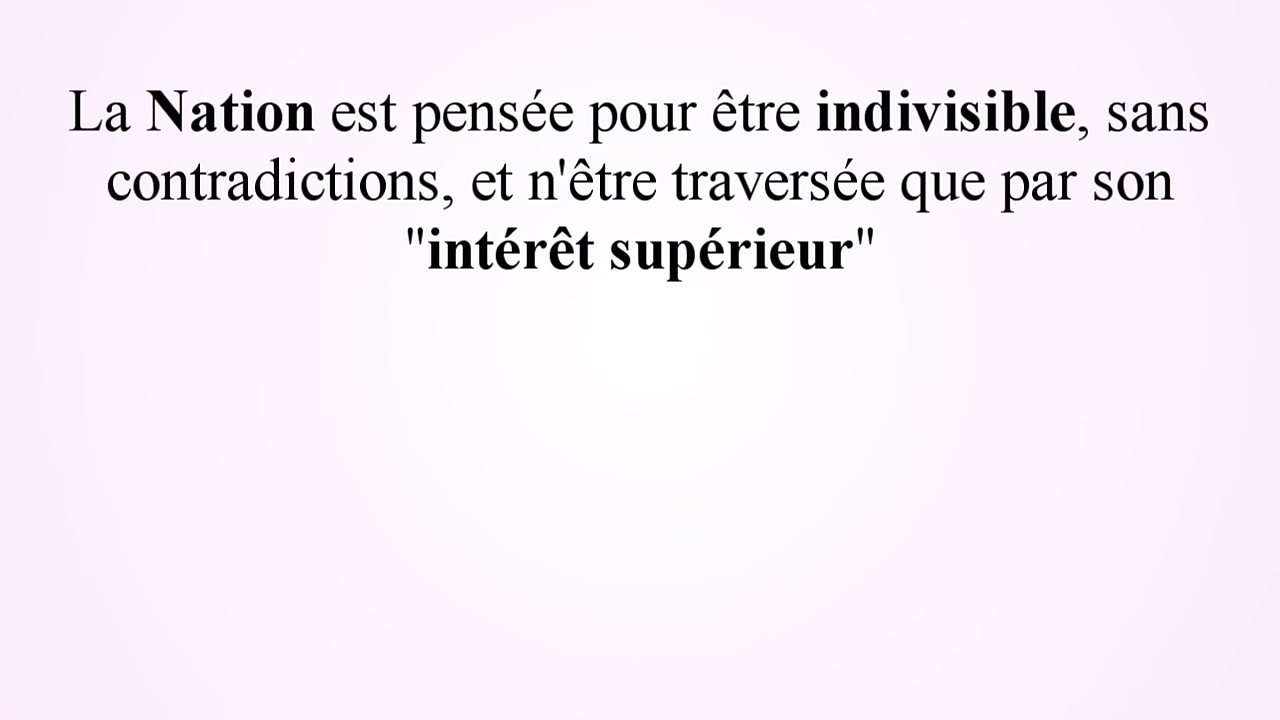 La Nation est pensée pour être indivisible, sans
contradictions, et n'être traversée que par son
"intérêt supérieur"